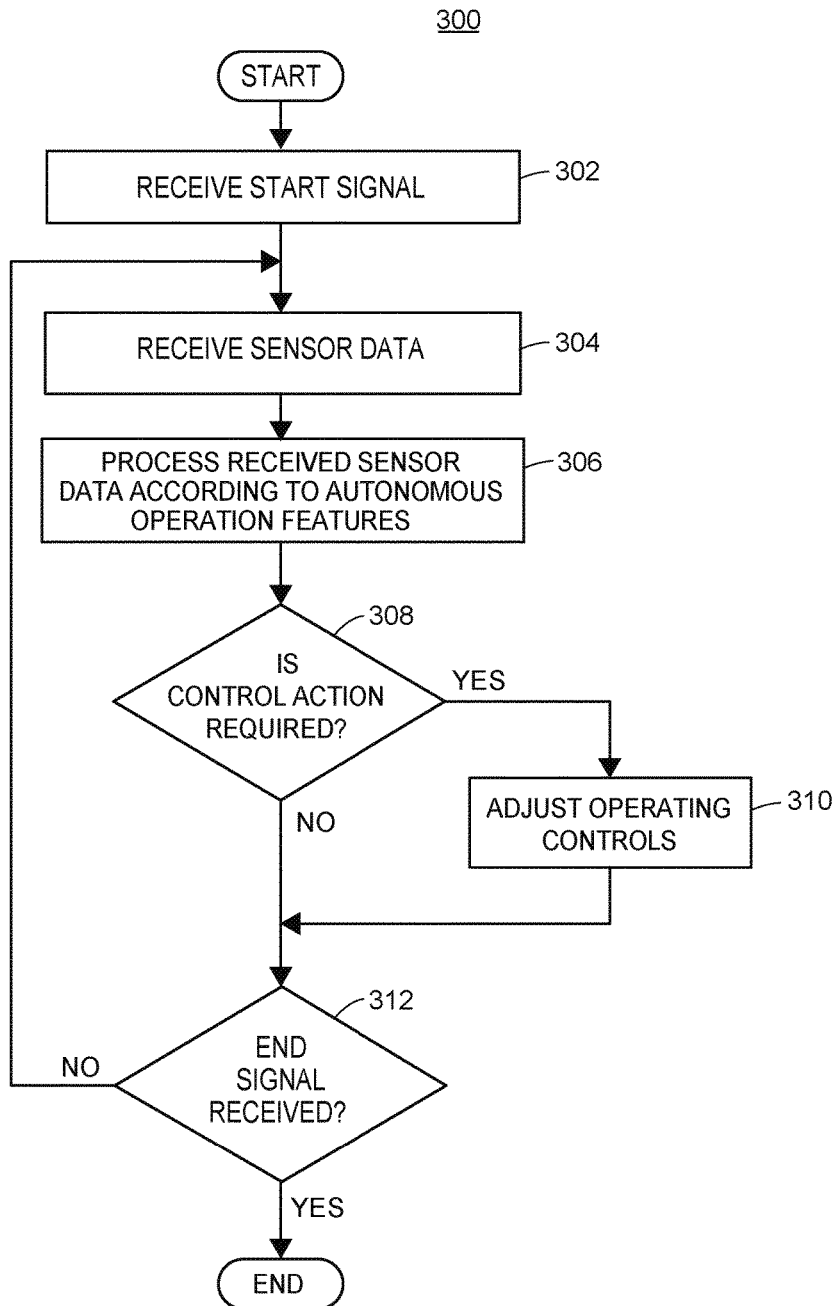 300
START
RECEIVE START SIGNAL
302
RECEIVE SENSOR DATA
304
PROCESS RECEIVED SENSOR
DATA ACCORDING TO AUTONOMOUS
OPERATION FEATURES
306
308
IS
CONTROL ACTION
REQUIRED?
YES
NO
ADJUST OPERATING
CONTROLS
310
312
END
SIGNAL
RECEIVED?
NO
YES
END